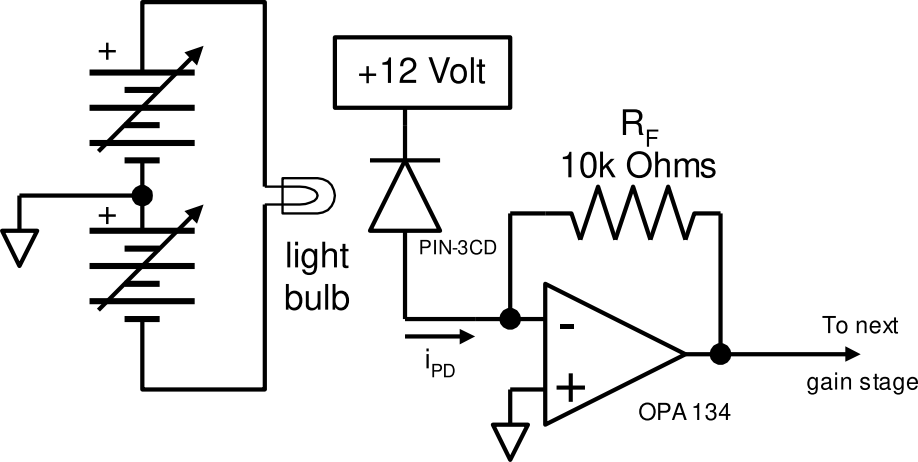 +
+
+12 Volt
R_F
10k Ohms
PIN-3CD
light
bulb
i_PD
-
+
OPA 134
To next
gain stage